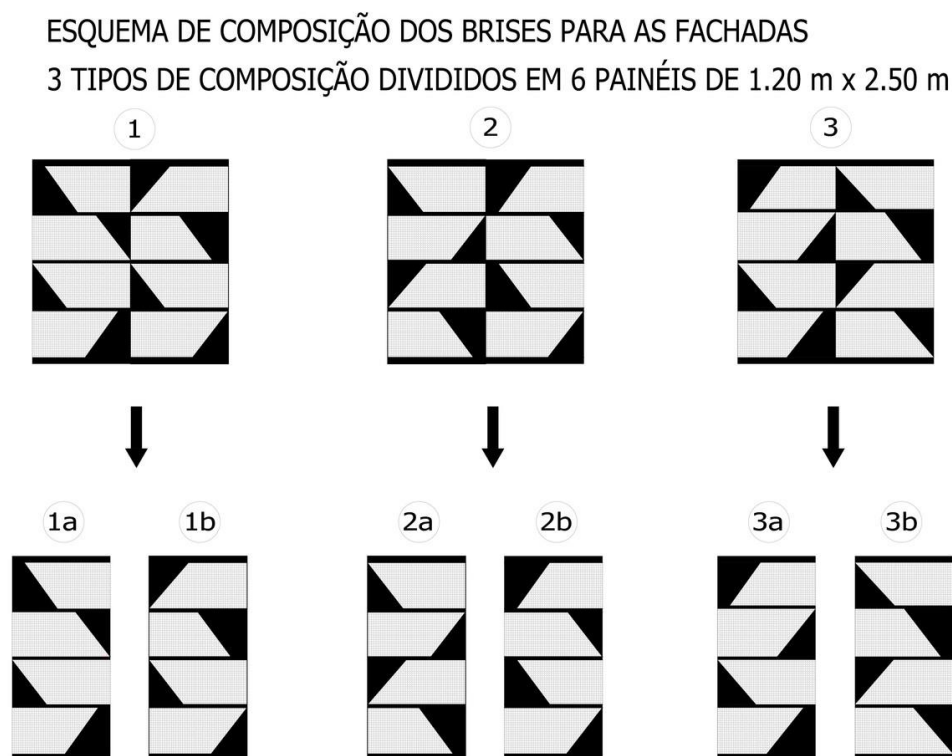 ESQUEMA DE COMPOSIÇÃO DOS BRISES PARA AS FACHADAS
3 TIPOS DE COMPOSIÇÃO DIVIDIDOS EM 6 PAINÉIS DE 1.20 m x 2.50 m
1 2 3
1a 1b 2a 2b 3a 3b